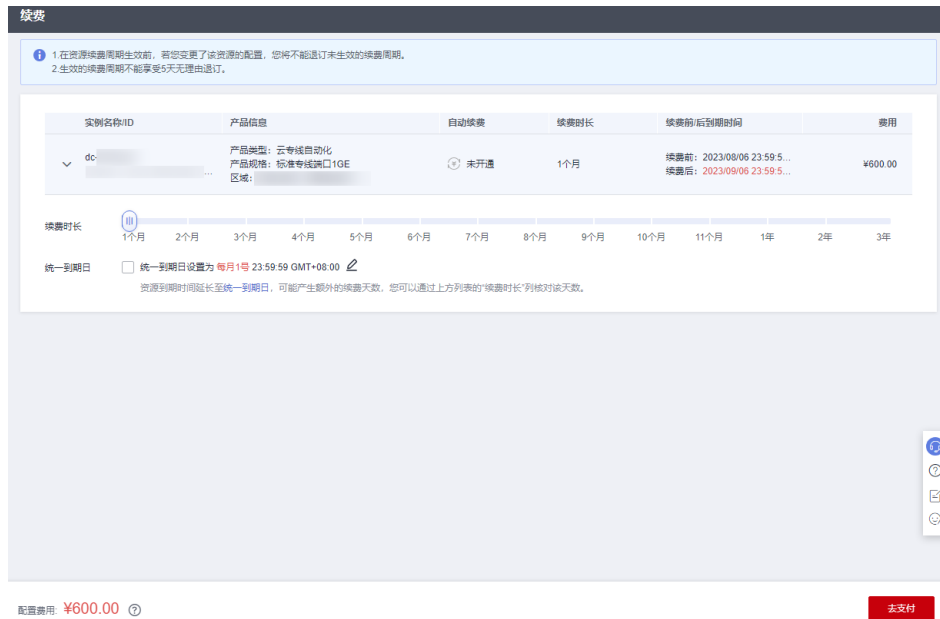 续费
1.在资源续费周期生效前，若您变更了该资源的配置，您将不能退订未生效的续费周期。
2.生效的续费周期不能享受5天无理由退订。
实例名称/ID 产品信息 自动续费 续费时长 续费前/后到期时间 费用
dc-
...
产品类型：云专线自动化
产品规格：标准专线端口1GE
区域：
未开通
1个月
续费前：2023/08/06 23:59:5...
续费后：2023/09/06 23:59:5...
¥600.00
续费时长
1个月 2个月 3个月 4个月 5个月 6个月 7个月 8个月 9个月 10个月 11个月 1年 2年 3年
统一到期日 统一到期日设置为 每月1号 23:59:59 GMT+08:00
资源到期时间延长至统一到期日，可能产生额外的续费天数，您可以通过上方列表的“续费时长”列核对该天数。
配置费用: ¥600.00
去支付